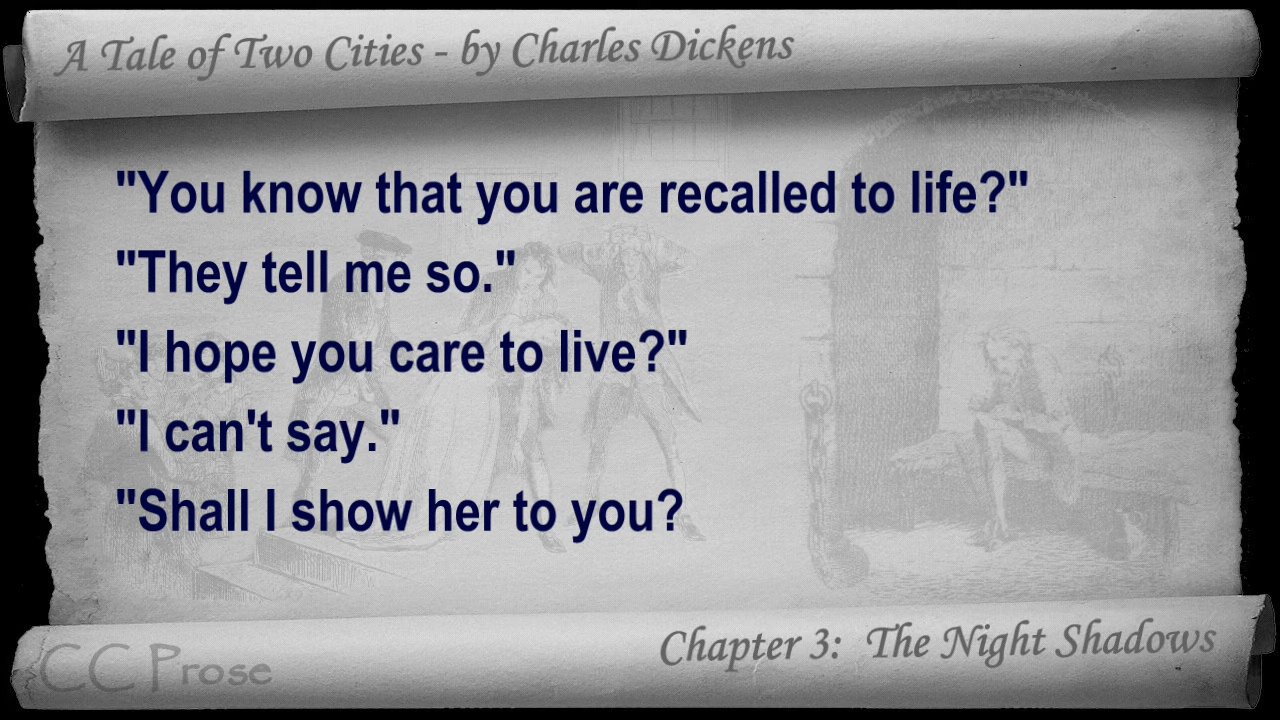 A Tale of Two Cities - by Charles Dickens
"You know that you are recalled to life?"
"They tell me so."
"I hope you care to live?"
"I can't say."
"Shall I show her to you?
Chapter 3: The Night Shadows
CC Prose